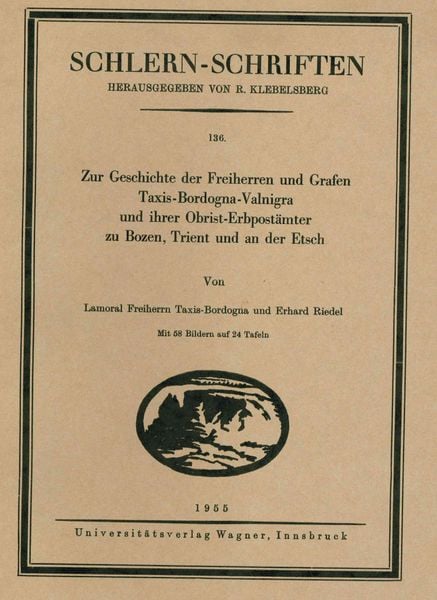 SCHLERN-SCHRIFTEN
HERAUSGEGEBEN VON R. KLEBELSBERG
136.
Zur Geschichte der Freiherren und Grafen
Taxis-Bordogna-Valnigra
und ihrer Obrist-Erbpostämter
zu Bozen, Trient und an der Etsch
Von
Lamoral Freiherrn Taxis-Bordogna und Erhard Riedel
Mit 58 Bildern auf 24 Tafeln
1955
Universitätsverlag Wagner, Innsbruck